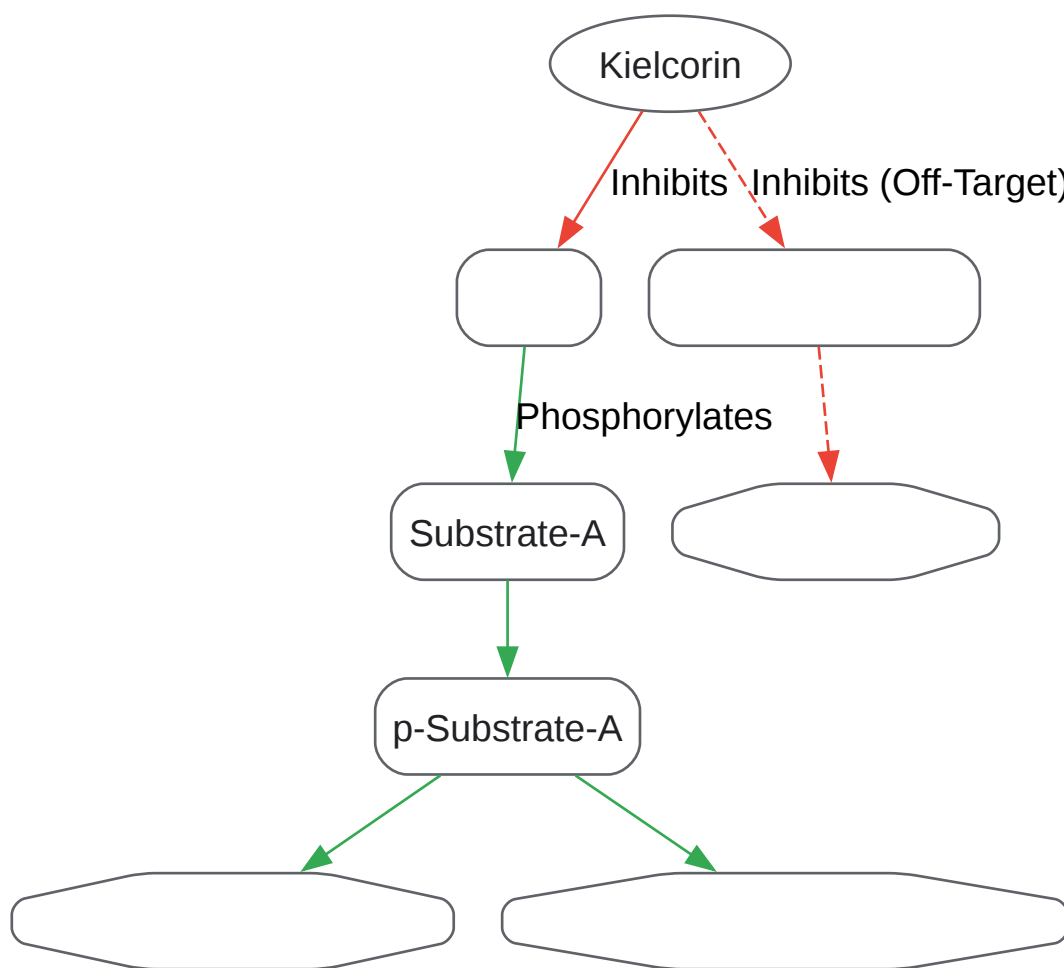 Kielcorin
Inhibits
Inhibits (Off-Target)
Phosphorylates
Substrate-A
p-Substrate-A